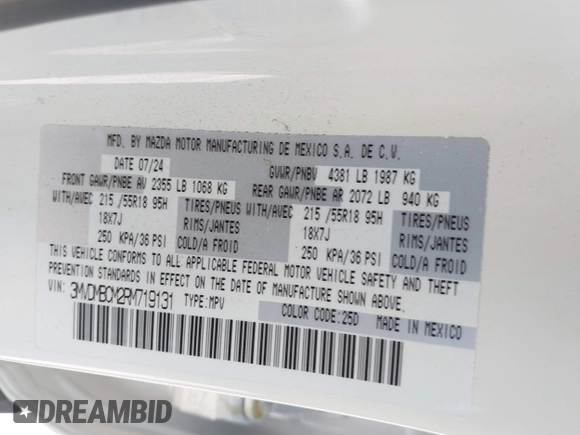 MFD. BY MAZDA MOTOR MANUFACTURING DE MEXICO S.A. DE C.V.
DATE 07/24 GVWR/PNBV 4381 LB 1987 KG
FRONT GAWR/PNBE AV 2355 LB 1068 KG REAR GAWR/PNBE AR 2072 LB 940 KG
WITH/AVEC 215 /55R18 95H TIRES/PNEUS WITH/AVEC 215 /55R18 95H TIRES/PNEUS
18X7J RIMS/JANTES 18X7J RIMS/JANTES
250 KPA/36 PSI COLD/A FROID 250 KPA/36 PSI COLD/A FROID
THIS VEHICLE CONFORMS TO ALL APPLICABLE FEDERAL MOTOR VEHICLE SAFETY AND THEFT
PREVENTION STANDARDS IN EFFECT ON THE DATE OF MANUFACTURE SHOWN ABOVE.
VIN: 3MVDMBCM2RM719131 TYPE:MPV COLOR CODE:25D MADE IN MEXICO
DREAMBID